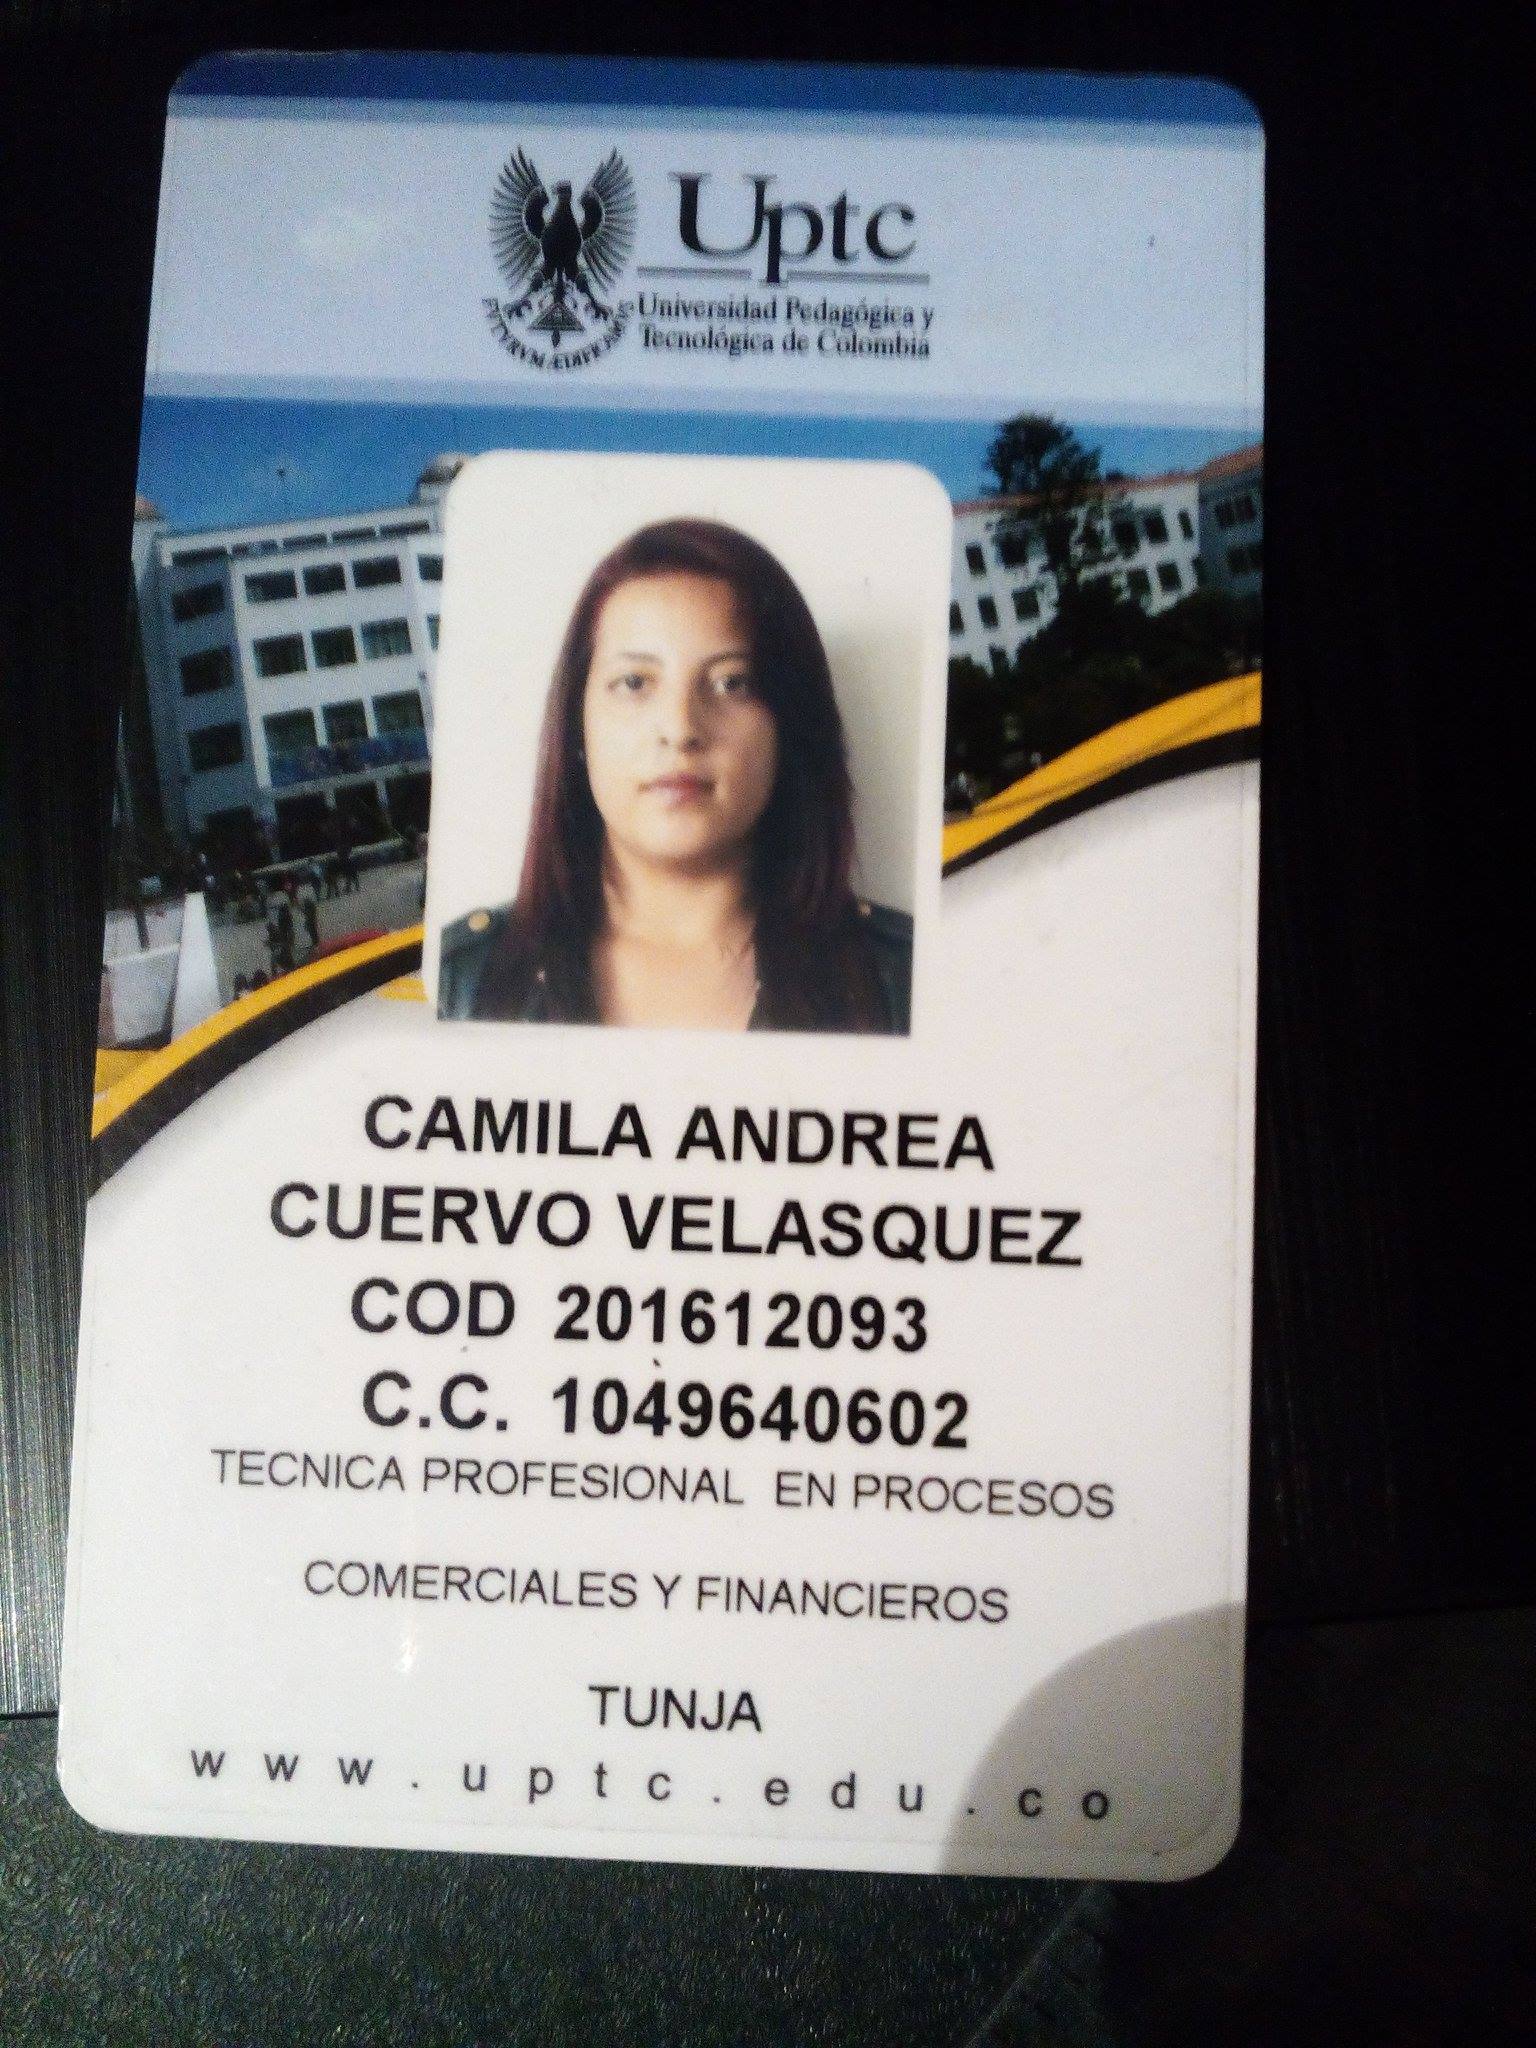 Uptc
Universidad Pedagógica y
Tecnológica de Colombia
CAMILA ANDREA
CUERVO VELASQUEZ
COD 201612093
C.C. 1049640602
TECNICA PROFESIONAL EN PROCESOS
COMERCIALES Y FINANCIEROS
TUNJA
www.uptc.edu.co